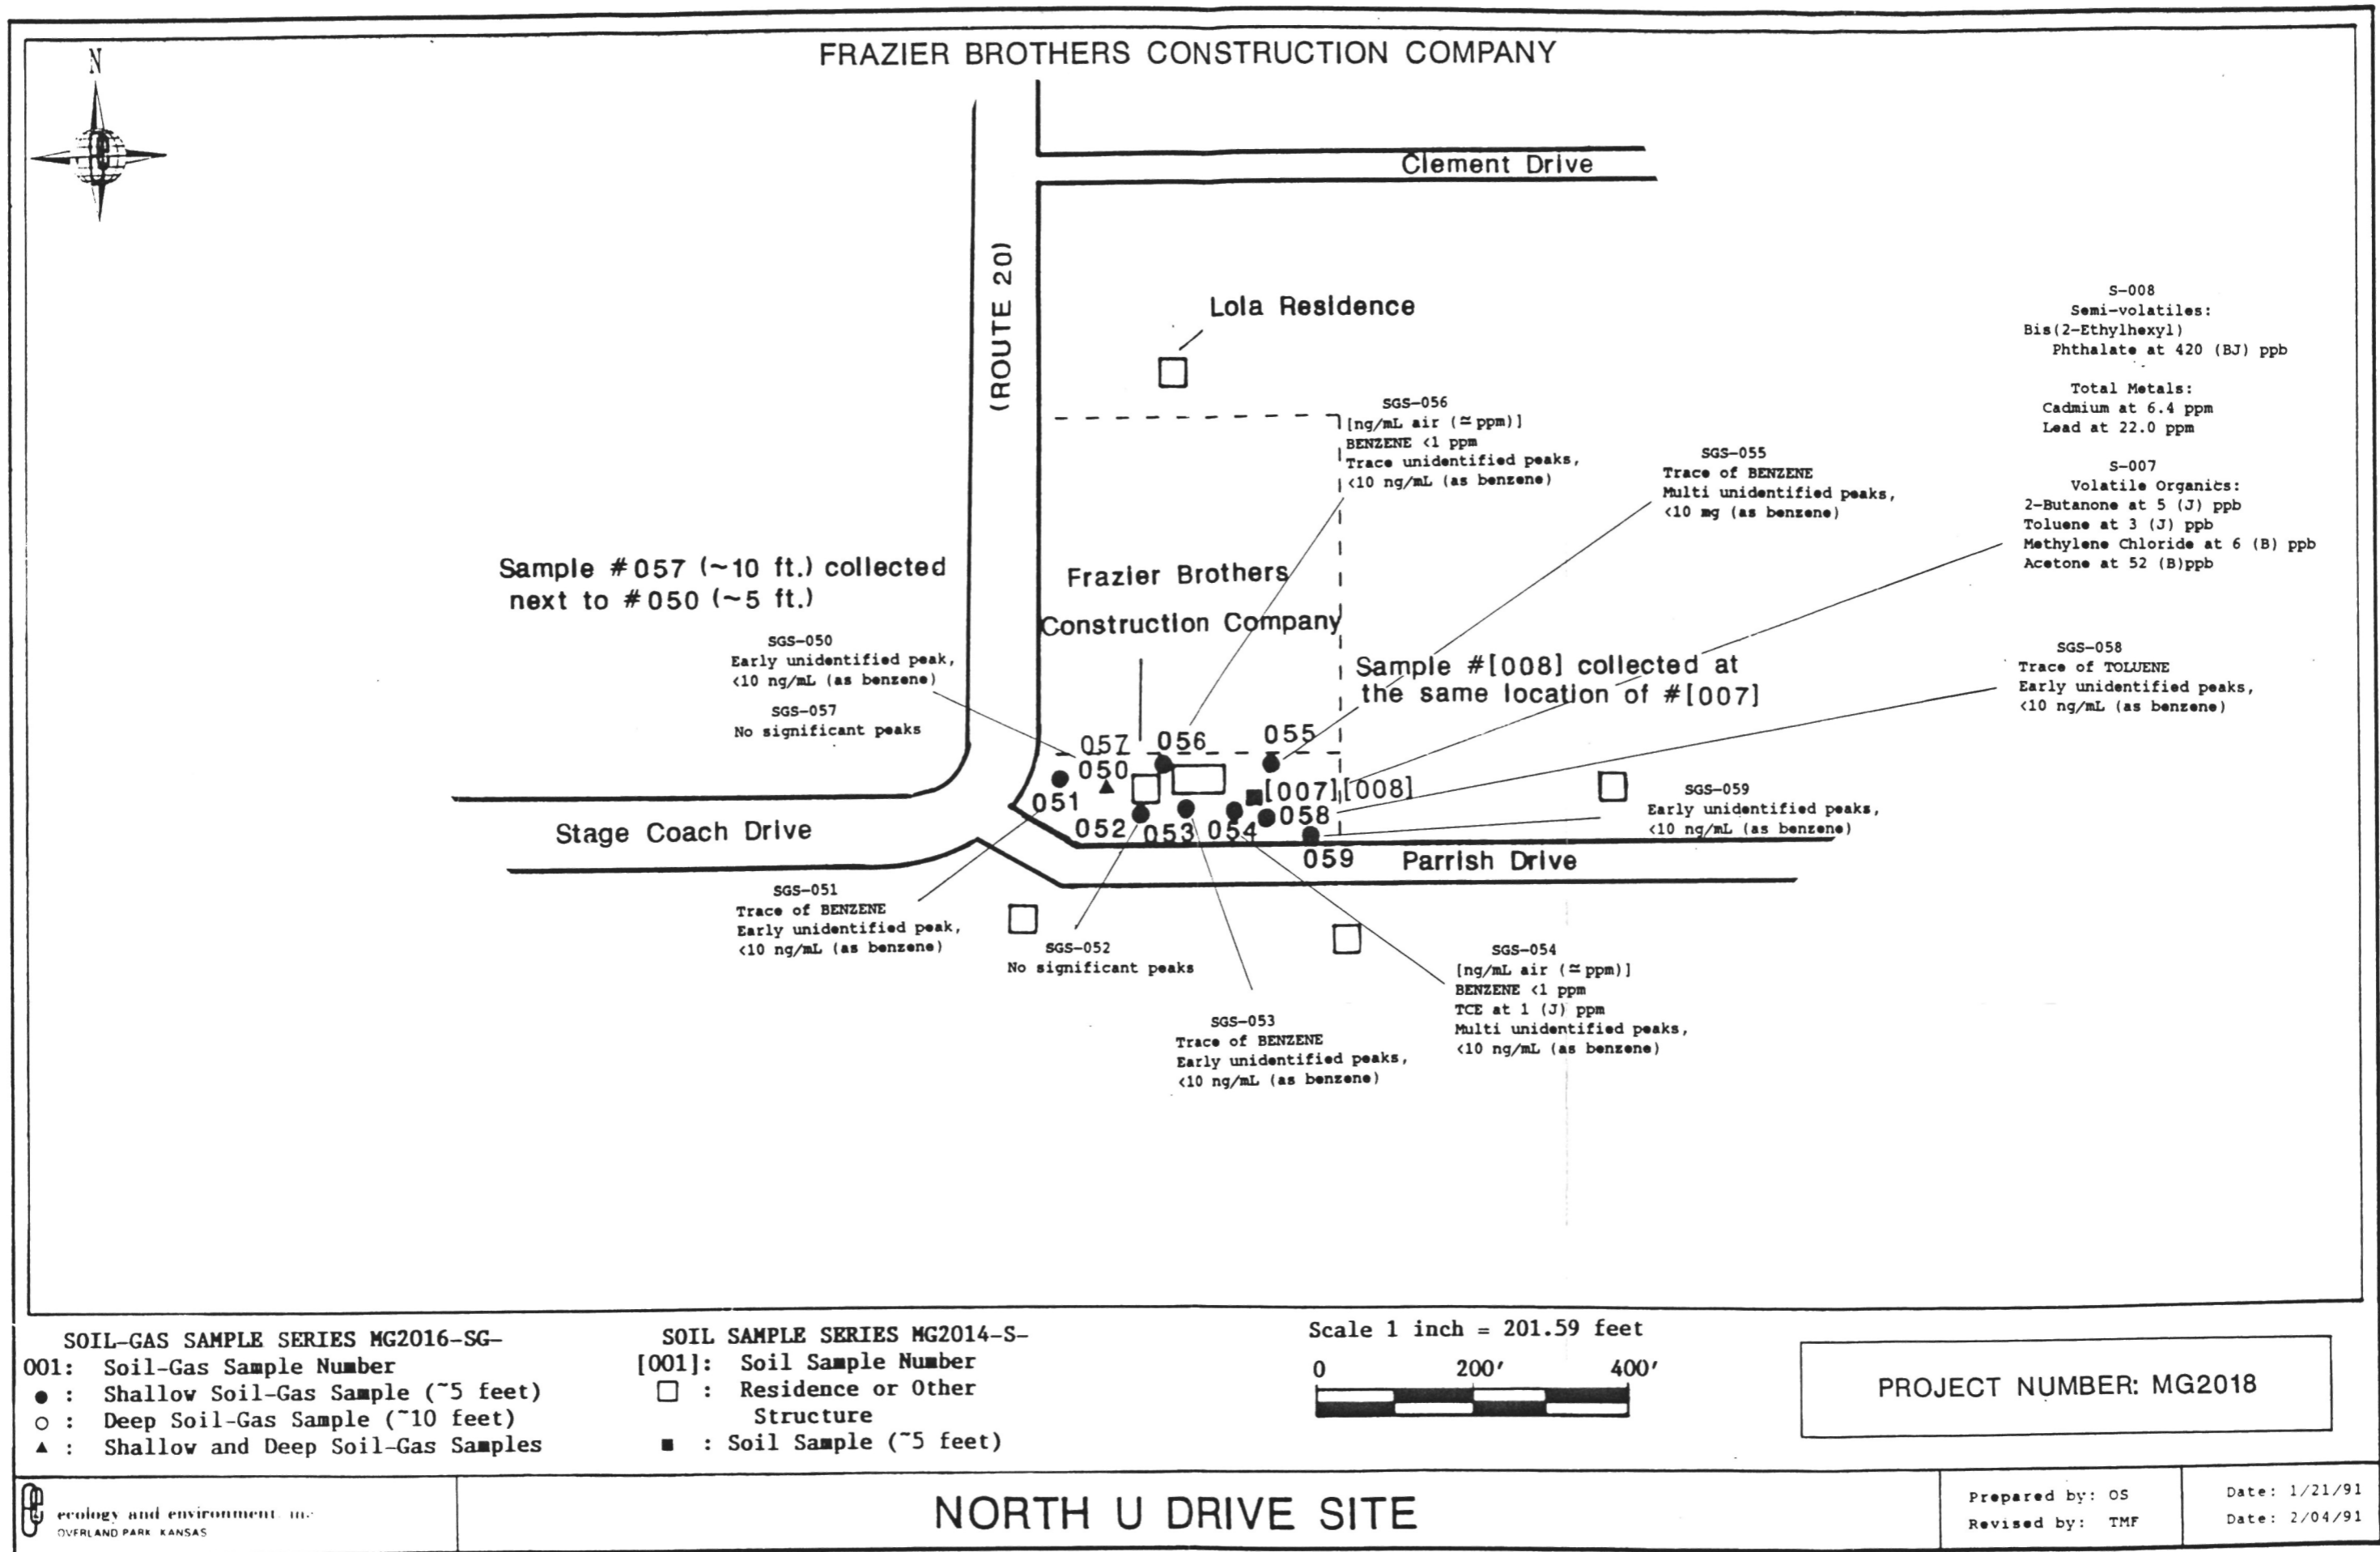 FRAZIER BROTHERS CONSTRUCTION COMPANY
N
Clement Drive
(ROUTE 20)
Lola Residence
S-008
Semi-volatiles:
Bis(2-Ethylhexyl)
Phthalate at 420 (BJ) ppb
Total Metals:
Cadmium at 6.4 ppm
Lead at 22.0 ppm
S-007
Volatile Organics:
2-Butanone at 5 (J) ppb
Toluene at 3 (J) ppb
Methylene Chloride at 6 (B) ppb
Acetone at 52 (B)ppb
SGS-056
[ng/mL air (≃ppm)]
BENZENE <1 ppm
Trace unidentified peaks,
<10 ng/mL (as benzene)
SGS-055
Trace of BENZENE
Multi unidentified peaks,
<10 mg (as benzene)
Sample #057 (~10 ft.) collected
next to #050 (~5 ft.)
Frazier Brothers
Construction Company
SGS-050
Early unidentified peak,
<10 ng/mL (as benzene)
SGS-057
No significant peaks
Sample #[008] collected at
the same location of #[007]
SGS-058
Trace of TOLUENE
Early unidentified peaks,
<10 ng/mL (as benzene)
057 056 055
050
051
[007],[008]
052 053 054 058
059
SGS-059
Early unidentified peaks,
<10 ng/mL (as benzene)
Stage Coach Drive
Parrish Drive
SGS-051
Trace of BENZENE
Early unidentified peak,
<10 ng/mL (as benzene)
SGS-052
No significant peaks
SGS-053
Trace of BENZENE
Early unidentified peaks,
<10 ng/mL (as benzene)
SGS-054
[ng/mL air (≃ppm)]
BENZENE <1 ppm
TCE at 1 (J) ppm
Multi unidentified peaks,
<10 ng/mL (as benzene)
SOIL-GAS SAMPLE SERIES MG2016-SG-
001: Soil-Gas Sample Number
● : Shallow Soil-Gas Sample (~5 feet)
○ : Deep Soil-Gas Sample (~10 feet)
▲ : Shallow and Deep Soil-Gas Samples
SOIL SAMPLE SERIES MG2014-S-
[001]: Soil Sample Number
□ : Residence or Other
Structure
■ : Soil Sample (~5 feet)
Scale 1 inch = 201.59 feet
0 200' 400'
PROJECT NUMBER: MG2018
ecology and environment, inc.
OVERLAND PARK KANSAS
NORTH U DRIVE SITE
Prepared by: OS
Revised by: TMF
Date: 1/21/91
Date: 2/04/91